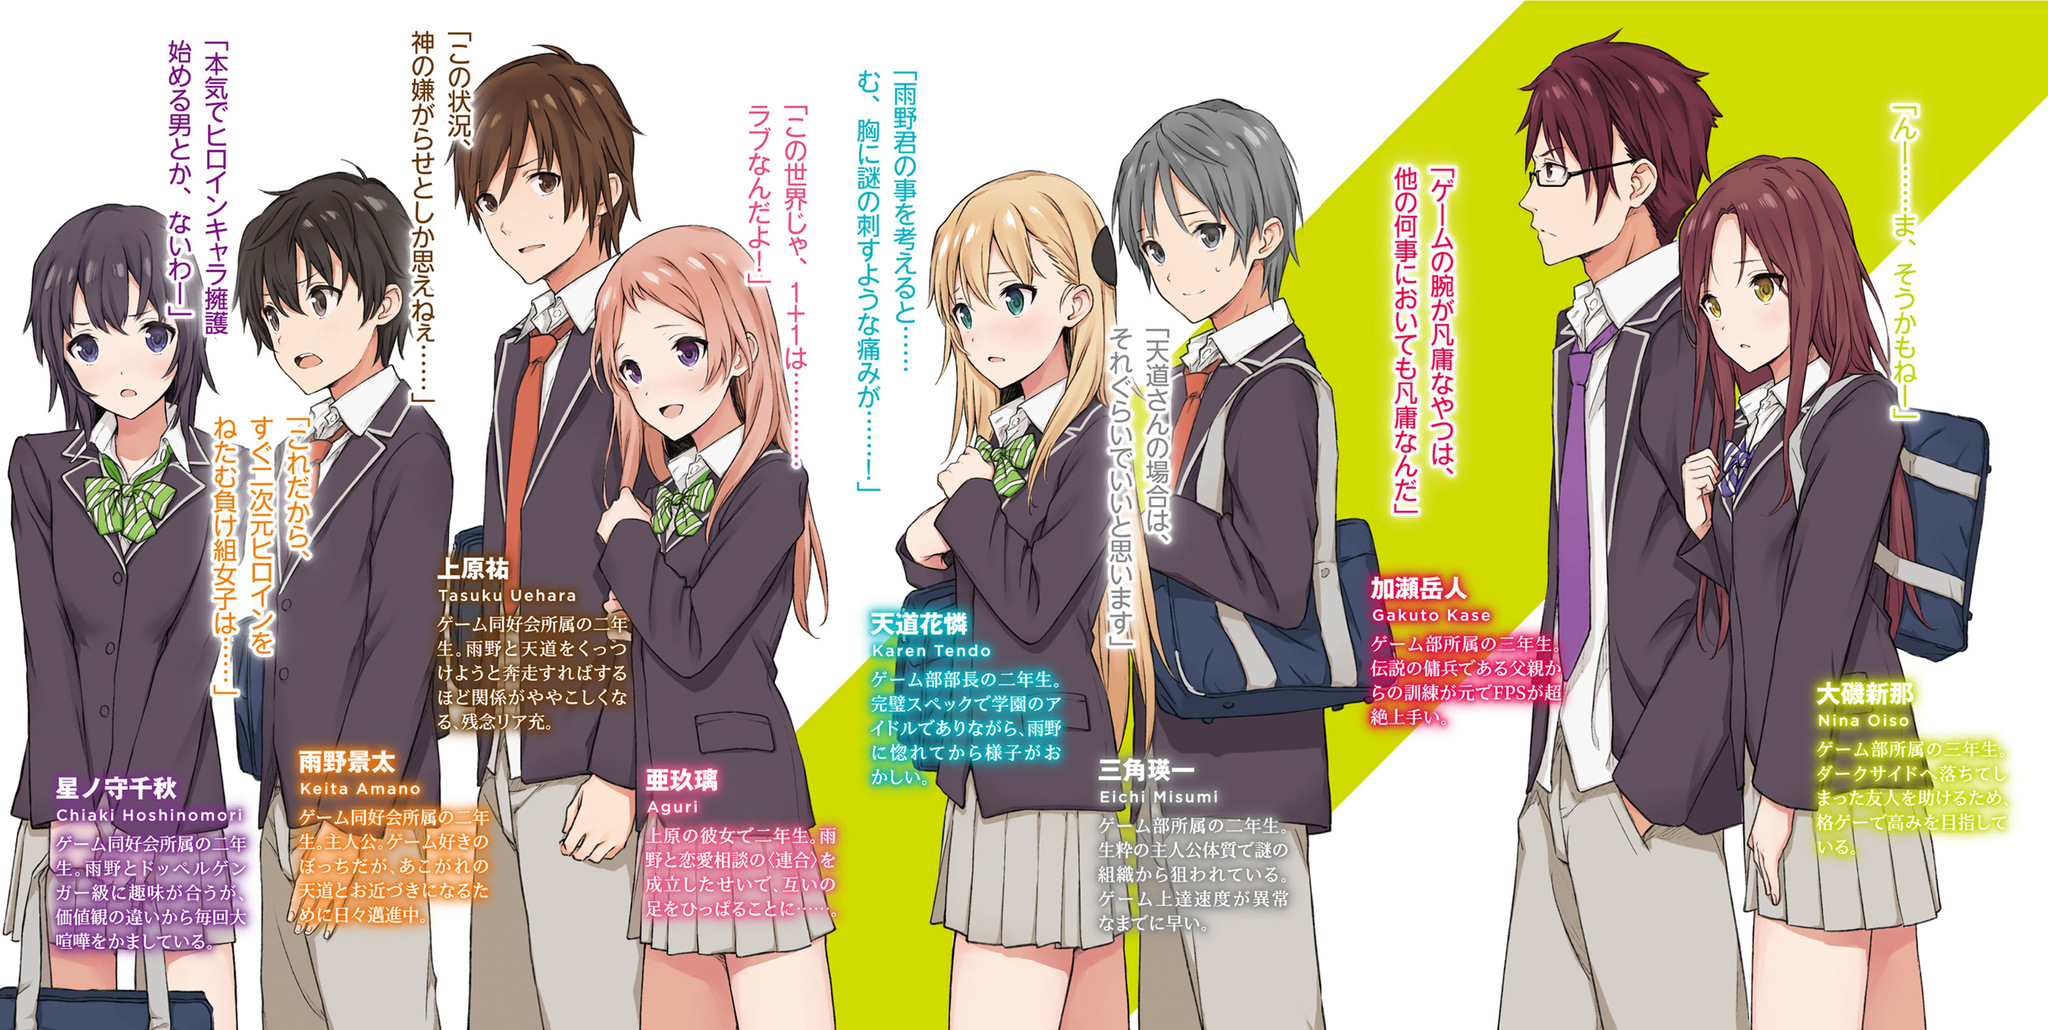 「本気でヒロインキャラ擁護
始める男とか、ないわー」
星ノ守千秋
Chiaki Hoshinomori
ゲーム同好会所属の二年
生。雨野とドッペルゲン
ガー級に趣味が合うが、
価値観の違いから毎回大
喧嘩をかましている。
「これだから、
すぐ二次元ヒロインを
ねたむ負け組女子は……」
雨野景太
Keita Amano
ゲーム同好会所属の二年
生。主人公。ゲーム好きの
ぼっちだが、あこがれの
天道とお近づきになるた
めに日々邁進中。
「この状況、
神の嫌がらせとしか思えねぇ……」
上原祐
Tasuku Uehara
ゲーム同好会所属の二年
生。雨野と天道をくっつ
けようと奔走すればする
ほど関係がややこしくな
る、残念リア充。
「この世界じゃ、1+1は…………
ラブなんだよ!」
亜玖璃
Aguri
上原の彼女で二年生。雨
野と恋愛相談の〈連合〉を
成立したせいで、互いの
足をひっぱることに……。
「雨野君の事を考えると……
む、胸に謎の刺すような痛みが……!」
天道花憐
Karen Tendo
ゲーム部部長の二年生。
完璧スペックで学園のア
イドルでありながら、雨野
に惚れてから様子がお
かしい。
「天道さんの場合は、
それぐらいでいいと思います」
三角瑛一
Eichi Misumi
ゲーム部所属の二年生。
生粋の主人公体質で謎の
組織から狙われている。
ゲーム上達速度が異常
なまでに早い。
「ゲームの腕が凡庸なやつは、
他の何事においても凡庸なんだ」
加瀬岳人
Gakuto Kase
ゲーム部所属の三年生。
伝説の傭兵である父親か
らの訓練が元でFPSが超
絶上手い。
「んー……ま、そうかもねー」
大磯新那
Nina Oiso
ゲーム部所属の三年生。
ダークサイドへ落ちてし
まった友人を助けるため、
格ゲーで高みを目指して
いる。